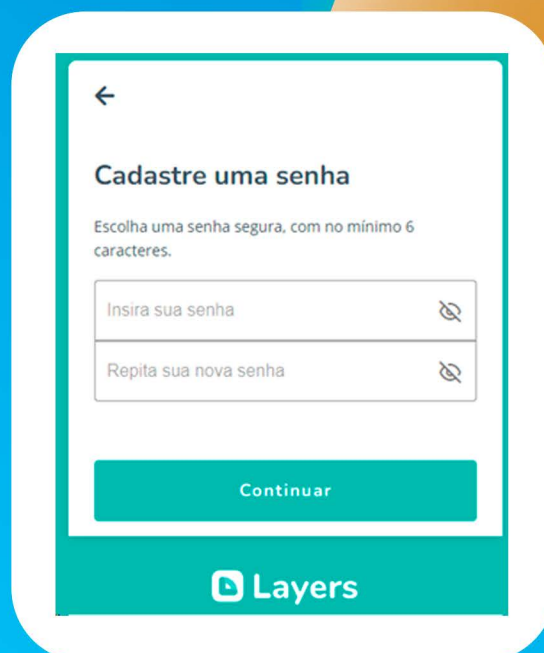 Cadastre uma senha
Escolha uma senha segura, com no mínimo 6
caracteres.
Insira sua senha
Repita sua nova senha
Continuar
Layers